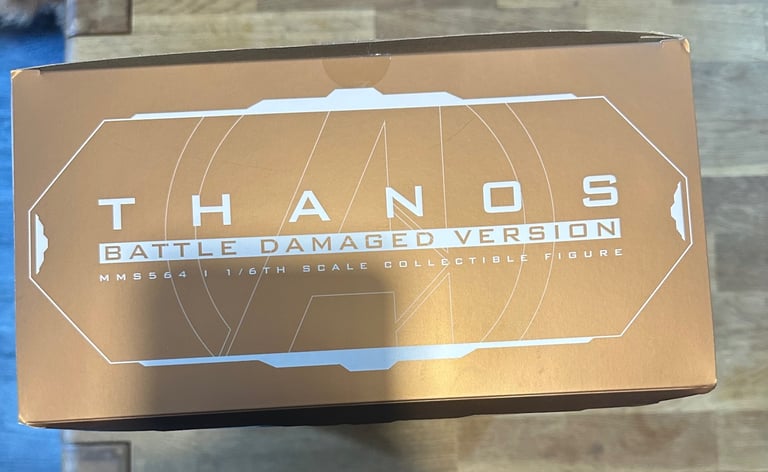 THANOS
BATTLE DAMAGED VERSION
MMS564 | 1/6TH SCALE COLLECTIBLE FIGURE